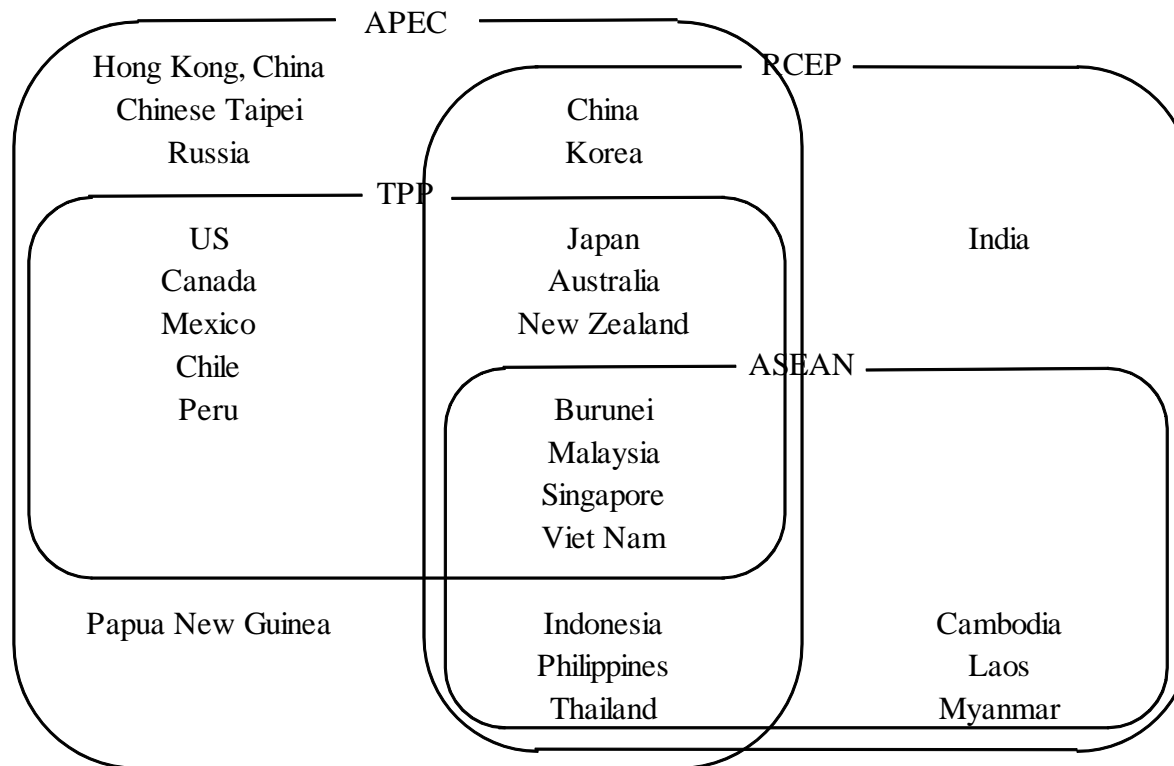 APEC
Hong Kong, China
RCEP
Chinese Taipei
China
Russia
Korea
TPP
US
Japan
India
Canada
Australia
Mexico
New Zealand
Chile
ASEAN
Peru
Burunei
Malaysia
Singapore
Viet Nam
Papua New Guinea
Indonesia
Cambodia
Philippines
Laos
Thailand
Myanmar